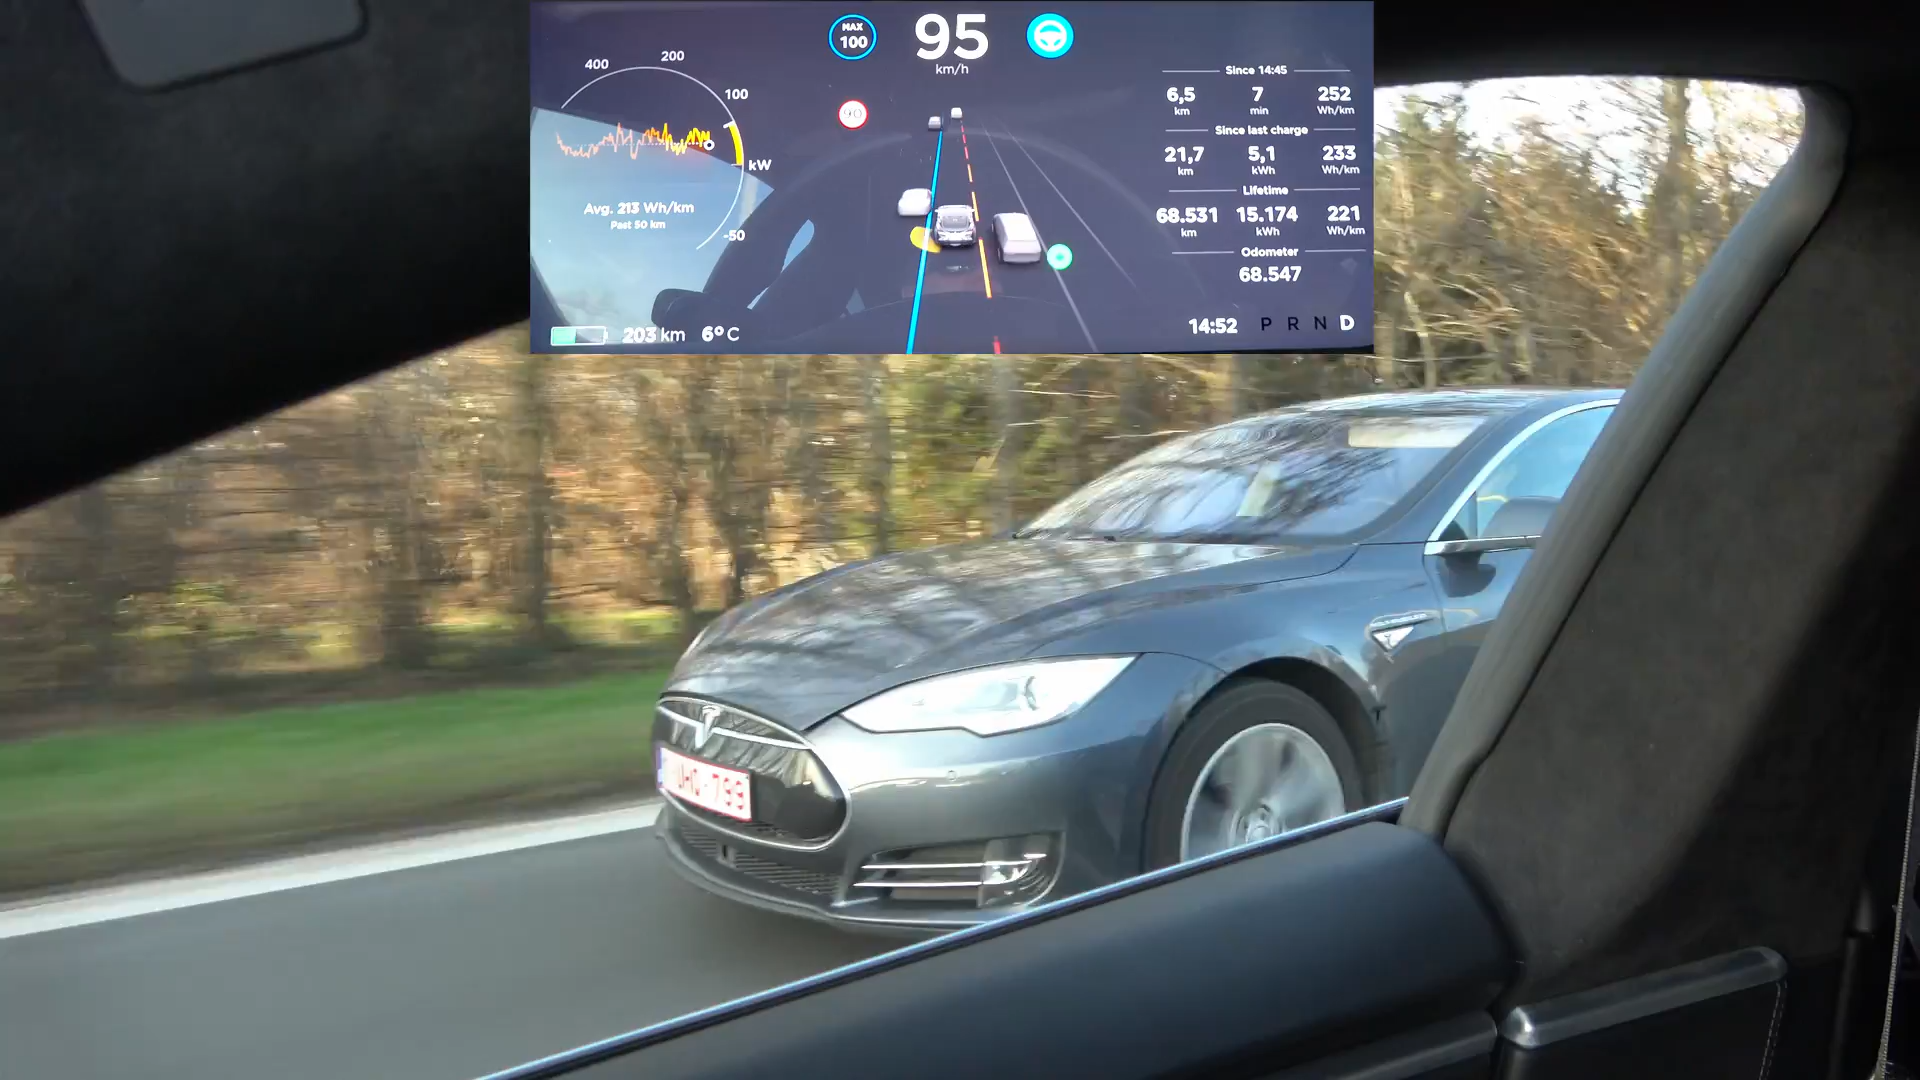 MAX
100
95
km/h
400
200
100
kW
-50
90
Avg. 213 Wh/km
Past 50 km
Since 14:45
6,5 7 252
km min Wh/km
Since last charge
21,7 5,1 233
km kWh Wh/km
Lifetime
68.531 15.174 221
km kWh Wh/km
Odometer
68.547
203 km 6° C
14:52 P R N D